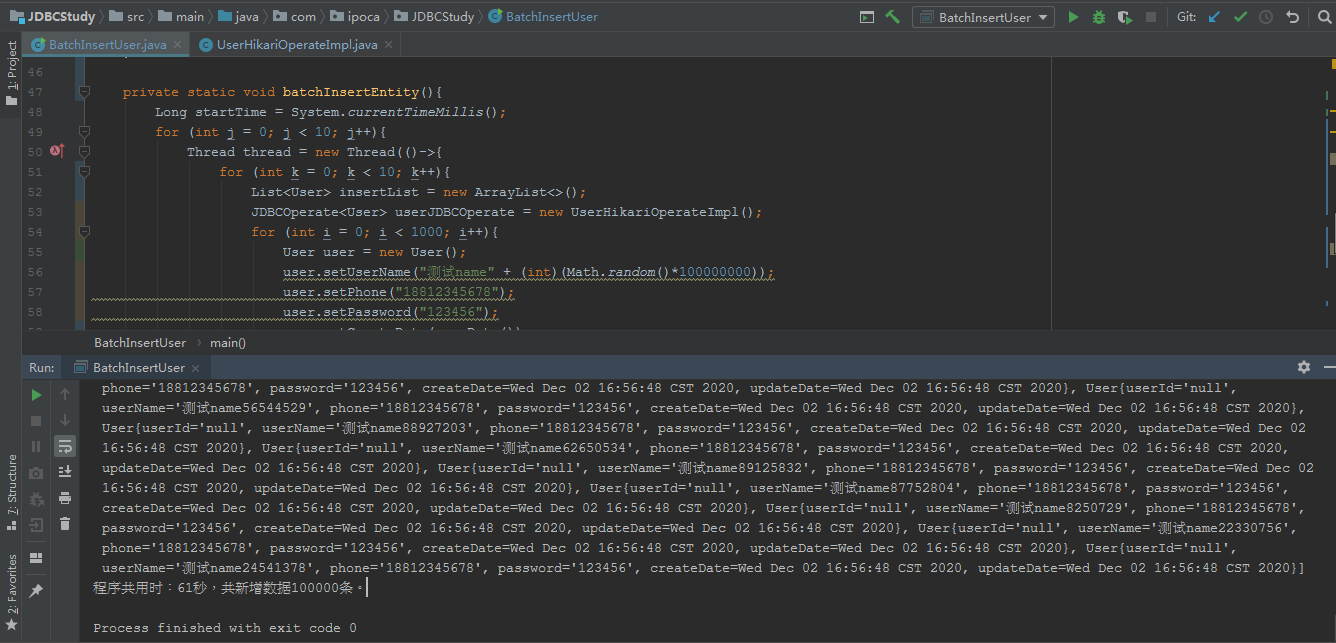 JDBCStudy src main java com ipoca JDBCStudy BatchInsertUser BatchInsertUser Git:
BatchInsertUser.java UserHikariOperateImpl.java
1: Project
46
47 private static void batchInsertEntity(){
48 Long startTime = System.currentTimeMillis();
49 for (int j = 0; j < 10; j++){
50 Thread thread = new Thread(()->{
51 for (int k = 0; k < 10; k++){
52 List<User> insertList = new ArrayList<>();
53 JDBCOperate<User> userJDBCOperate = new UserHikariOperateImpl();
54 for (int i = 0; i < 1000; i++){
55 User user = new User();
56 user.setUserName("测试name" + (int)(Math.random()*100000000));
57 user.setPhone("18812345678");
58 user.setPassword("123456");
BatchInsertUser main()
Run: BatchInsertUser
phone='18812345678', password='123456', createDate=Wed Dec 02 16:56:48 CST 2020, updateDate=Wed Dec 02 16:56:48 CST 2020}, User{userId='null',
userName='测试name56544529', phone='18812345678', password='123456', createDate=Wed Dec 02 16:56:48 CST 2020, updateDate=Wed Dec 02 16:56:48 CST 2020},
User{userId='null', userName='测试name88927203', phone='18812345678', password='123456', createDate=Wed Dec 02 16:56:48 CST 2020, updateDate=Wed Dec 02
16:56:48 CST 2020}, User{userId='null', userName='测试name62650534', phone='18812345678', password='123456', createDate=Wed Dec 02 16:56:48 CST 2020,
updateDate=Wed Dec 02 16:56:48 CST 2020}, User{userId='null', userName='测试name89125832', phone='18812345678', password='123456', createDate=Wed Dec 02
16:56:48 CST 2020, updateDate=Wed Dec 02 16:56:48 CST 2020}, User{userId='null', userName='测试name87752804', phone='18812345678', password='123456',
createDate=Wed Dec 02 16:56:48 CST 2020, updateDate=Wed Dec 02 16:56:48 CST 2020}, User{userId='null', userName='测试name8250729', phone='18812345678',
password='123456', createDate=Wed Dec 02 16:56:48 CST 2020, updateDate=Wed Dec 02 16:56:48 CST 2020}, User{userId='null', userName='测试name22330756',
phone='18812345678', password='123456', createDate=Wed Dec 02 16:56:48 CST 2020, updateDate=Wed Dec 02 16:56:48 CST 2020}, User{userId='null',
userName='测试name24541378', phone='18812345678', password='123456', createDate=Wed Dec 02 16:56:48 CST 2020, updateDate=Wed Dec 02 16:56:48 CST 2020}]
程序共用时：61秒，共新增数据100000条。
Process finished with exit code 0
7: Structure
2: Favorites